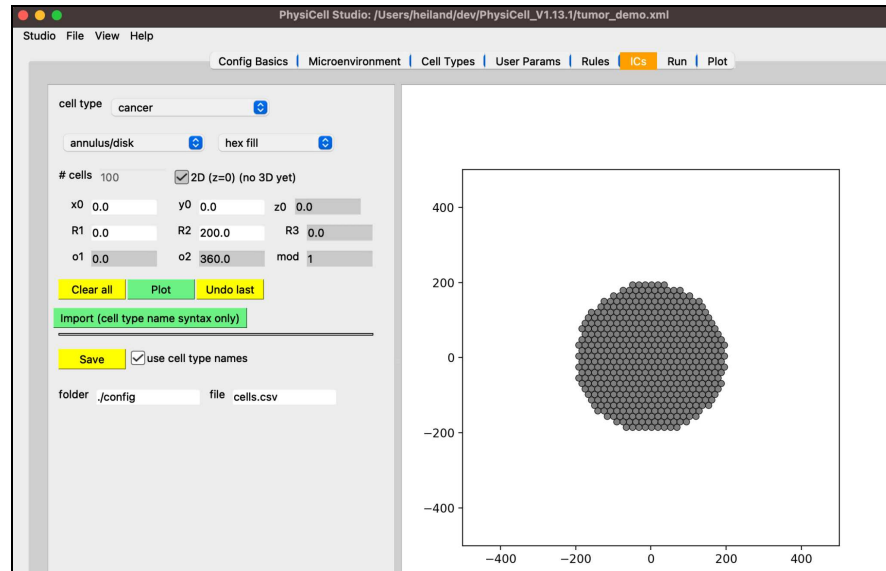 PhysiCell Studio: /Users/heiland/dev/PhysiCell_V1.13.1/tumor_demo.xml
Studio File View Help
Config Basics Microenvironment Cell Types User Params Rules ICs Run Plot
cell type cancer
annulus/disk hex fill
# cells 100 2D (z=0) (no 3D yet)
x0 0.0 y0 0.0 z0 0.0
R1 0.0 R2 200.0 R3 0.0
o1 0.0 o2 360.0 mod 1
Clear all Plot Undo last
Import (cell type name syntax only)
Save use cell type names
folder ./config file cells.csv
400
200
0
−200
−400
−400 −200 0 200 400